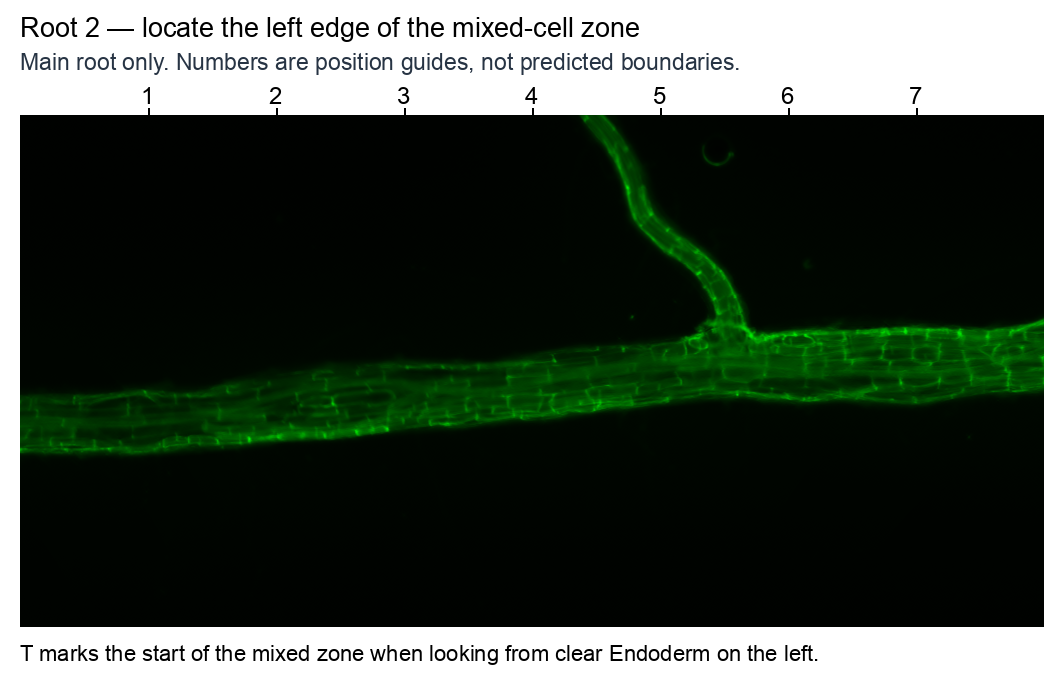 Root 2 — locate the left edge of the mixed-cell zone
Main root only. Numbers are position guides, not predicted boundaries.
1 2 3 4 5 6 7
T marks the start of the mixed zone when looking from clear Endoderm on the left.